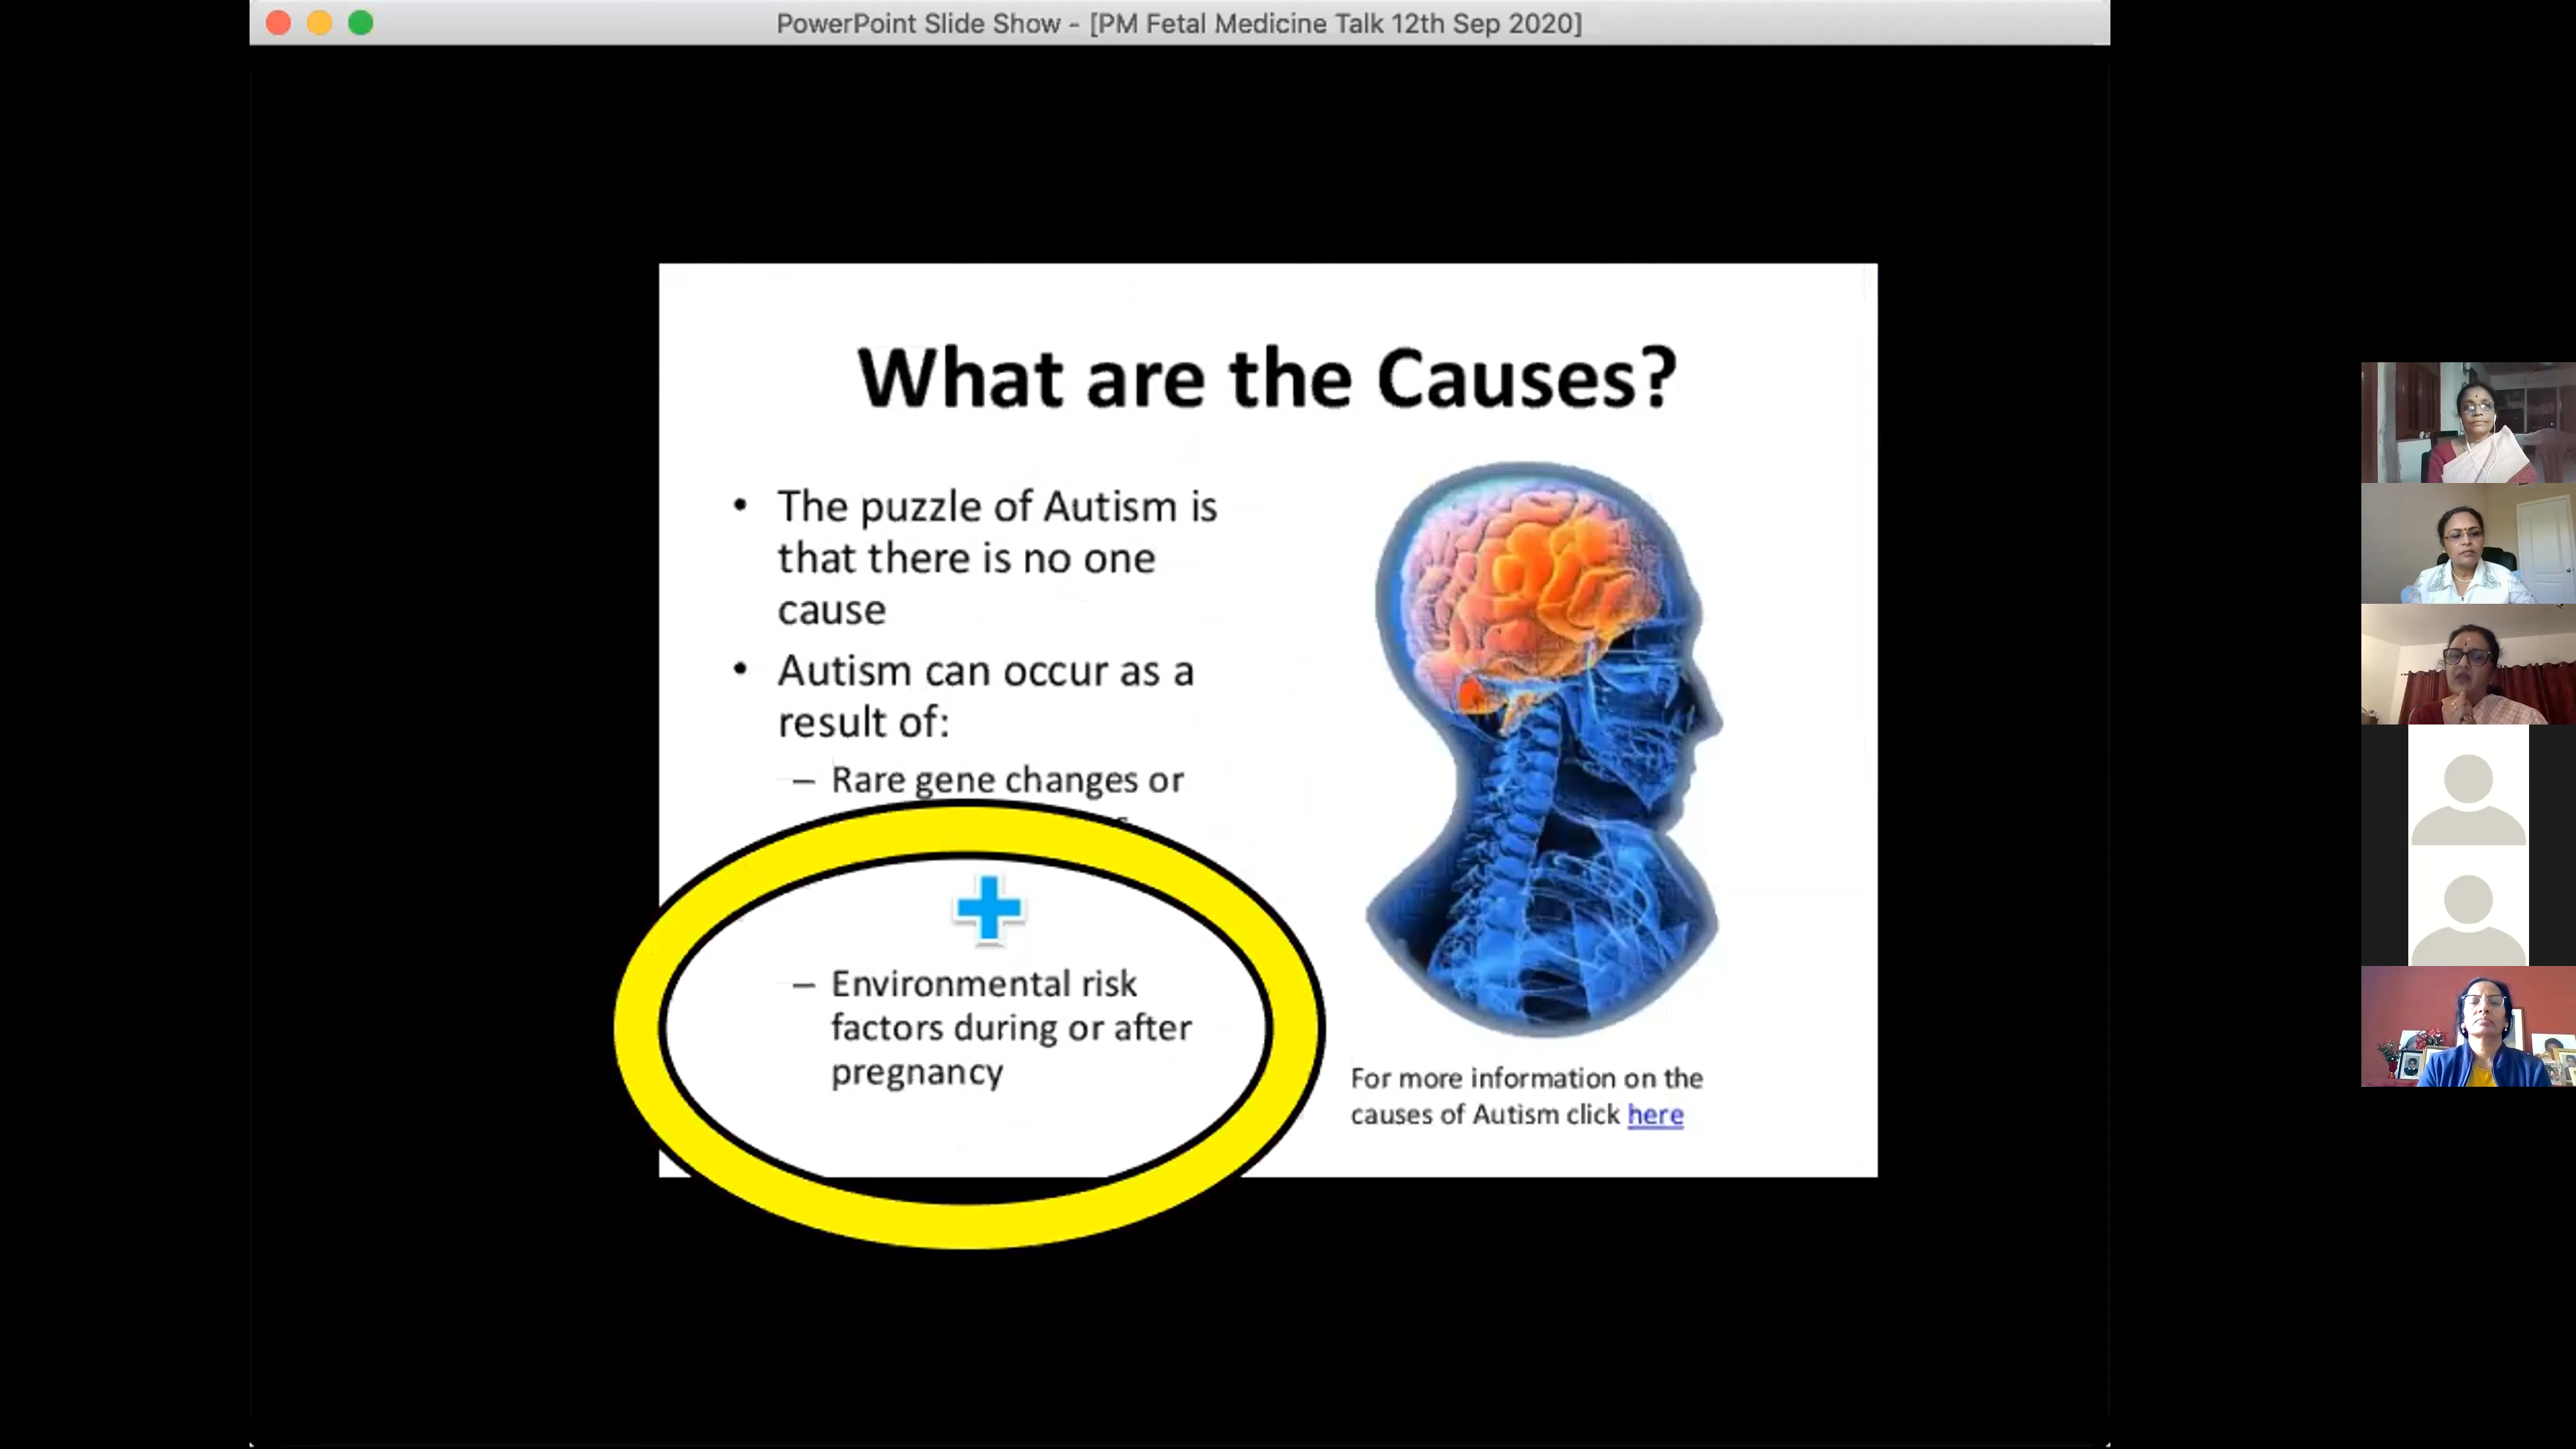 PowerPoint Slide Show - [PM Fetal Medicine Talk 12th Sep 2020]
What are the Causes?
• The puzzle of Autism is
that there is no one
cause
• Autism can occur as a
result of:
– Rare gene changes or
– Environmental risk
factors during or after
pregnancy
For more information on the
causes of Autism click here